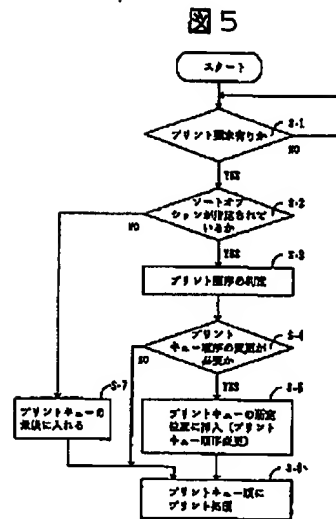 図5
スタート
プリント要求有りか
S-1
NO
YES
ソートオプ
ションが指定されて
いるか
S-2
NO
YES
S-3
プリント順序の判定
プリント
キュー順序の変更が
必要か
S-4
NO
YES
S-7
プリントキューの
最後に入れる
S-5
プリントキューの指定
位置に挿入(プリント
キュー順序変更)
S-6
プリントキュー順に
プリント処理